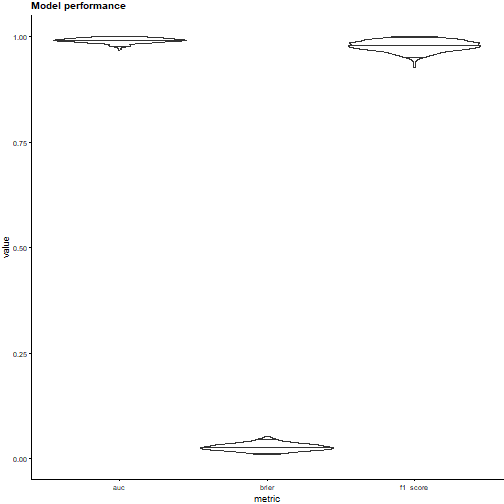 Model performance
1.00
0.75
0.50
0.25
0.00
value
auc
brier
f1_score
metric